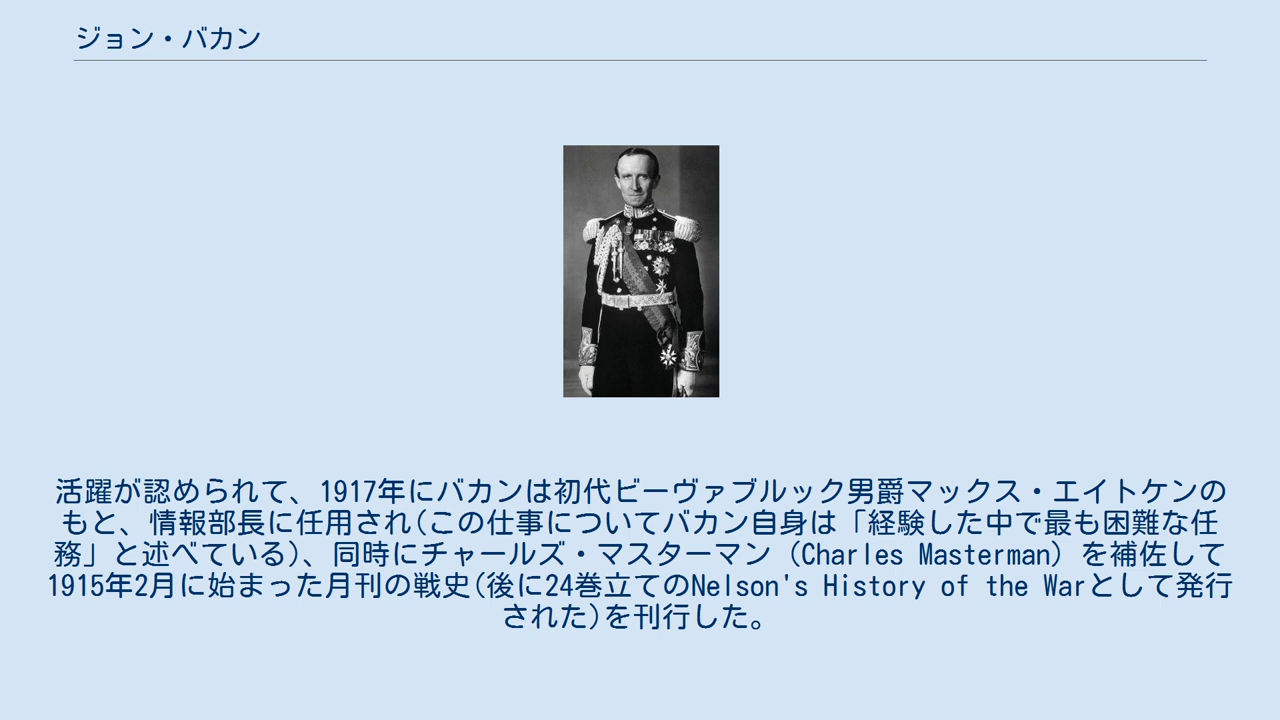 ジョン・バカン
活躍が認められて、1917年にバカンは初代ビーヴァブルック男爵マックス・エイトケンの
もと、情報部長に任用され(この仕事についてバカン自身は「経験した中で最も困難な任
務」と述べている)、同時にチャールズ・マスターマン（Charles Masterman）を補佐して
1915年2月に始まった月刊の戦史(後に24巻立てのNelson's History of the Warとして発行
された)を刊行した。